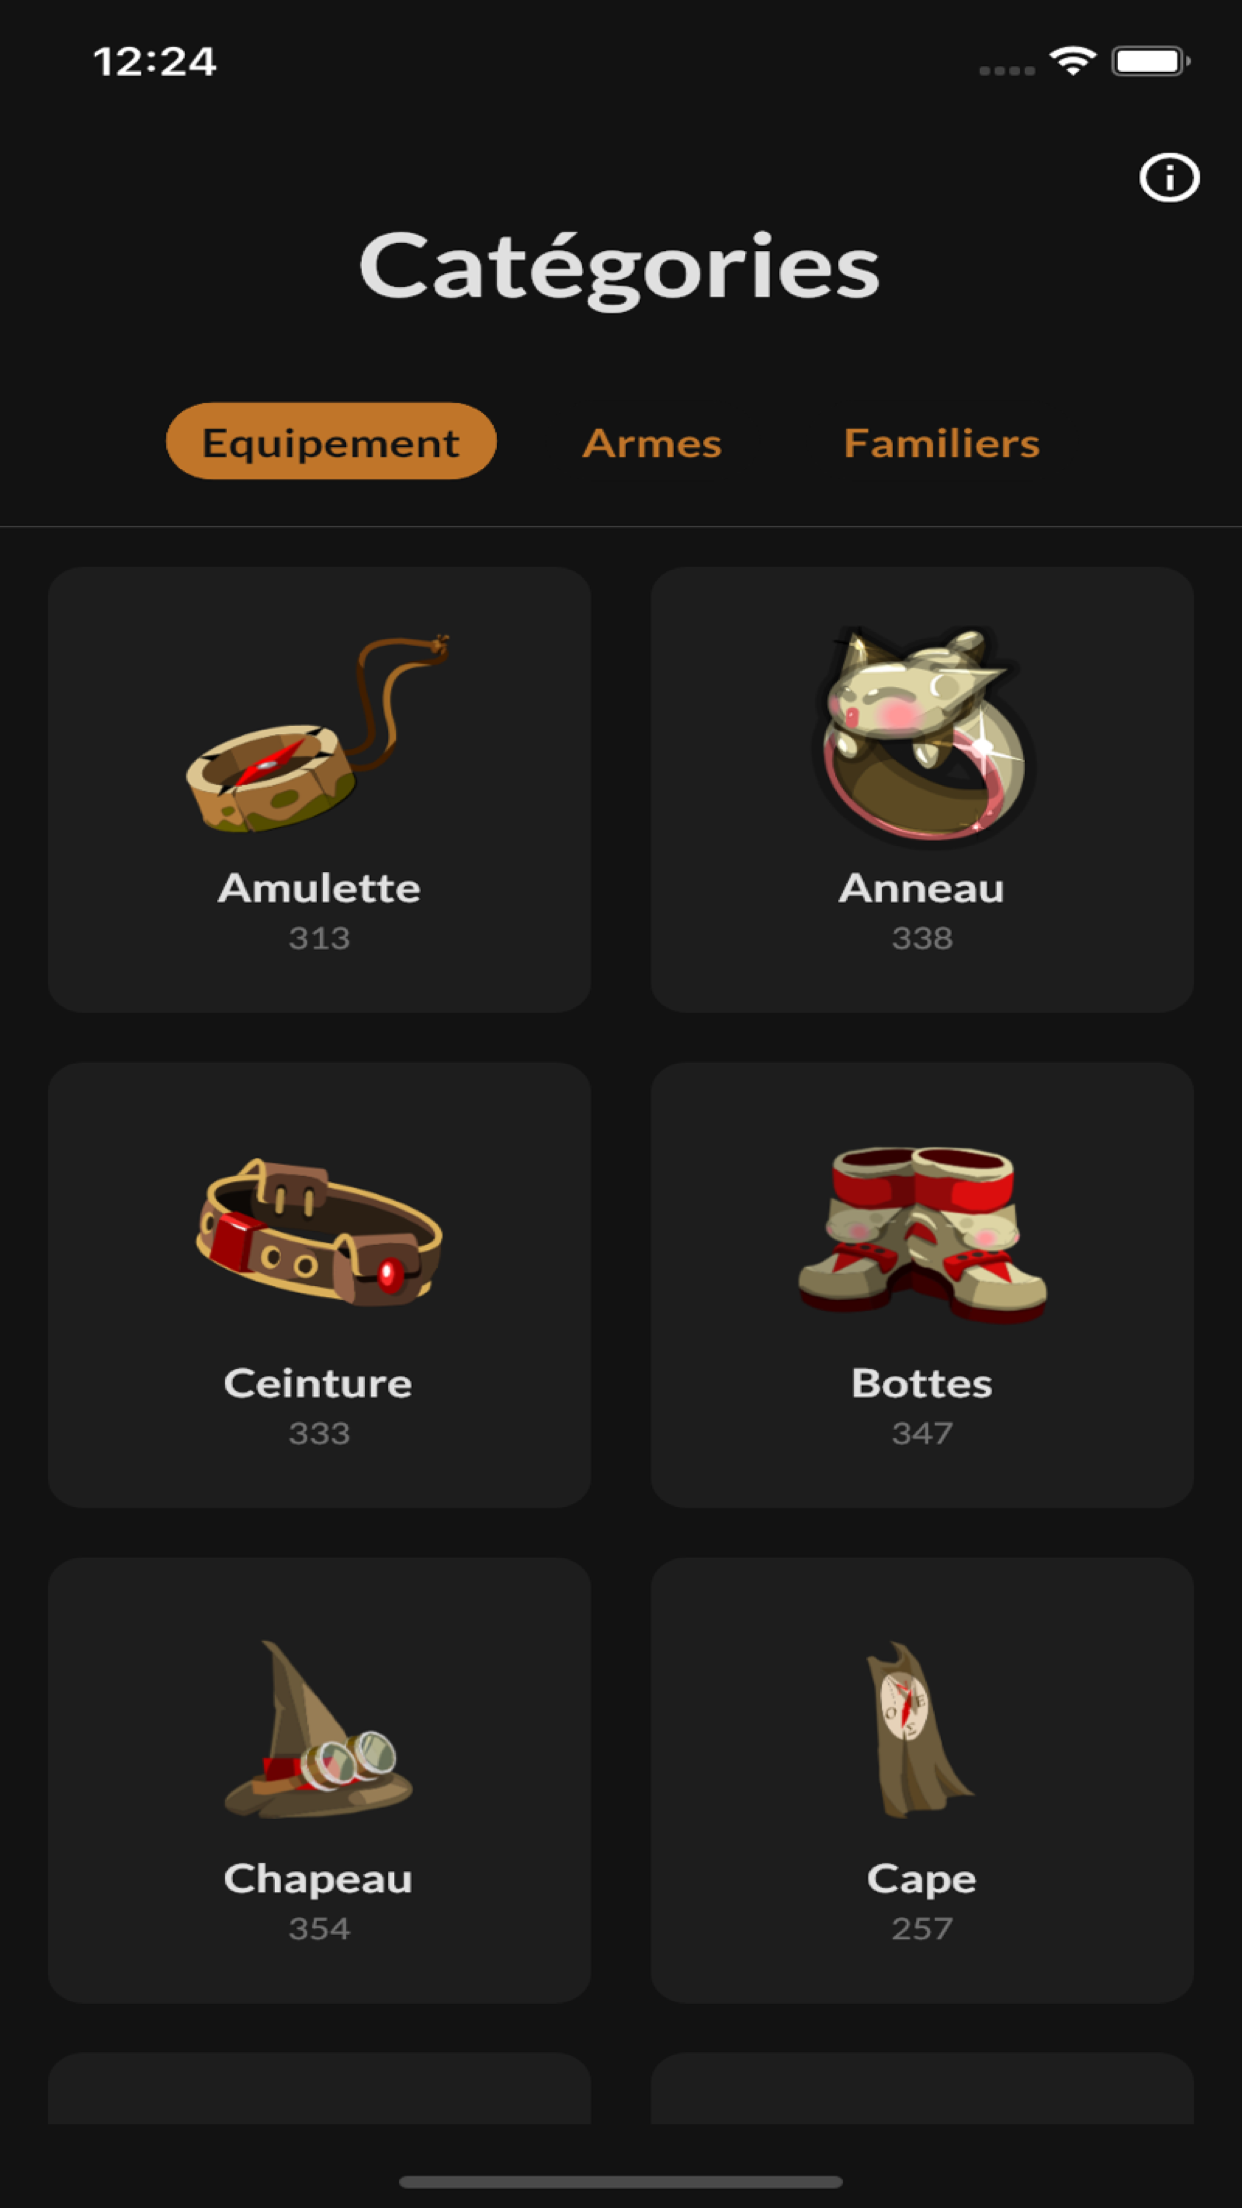 12:24
Catégories
Equipement Armes Familiers
Amulette
313
Anneau
338
Ceinture
333
Bottes
347
Chapeau
354
Cape
257